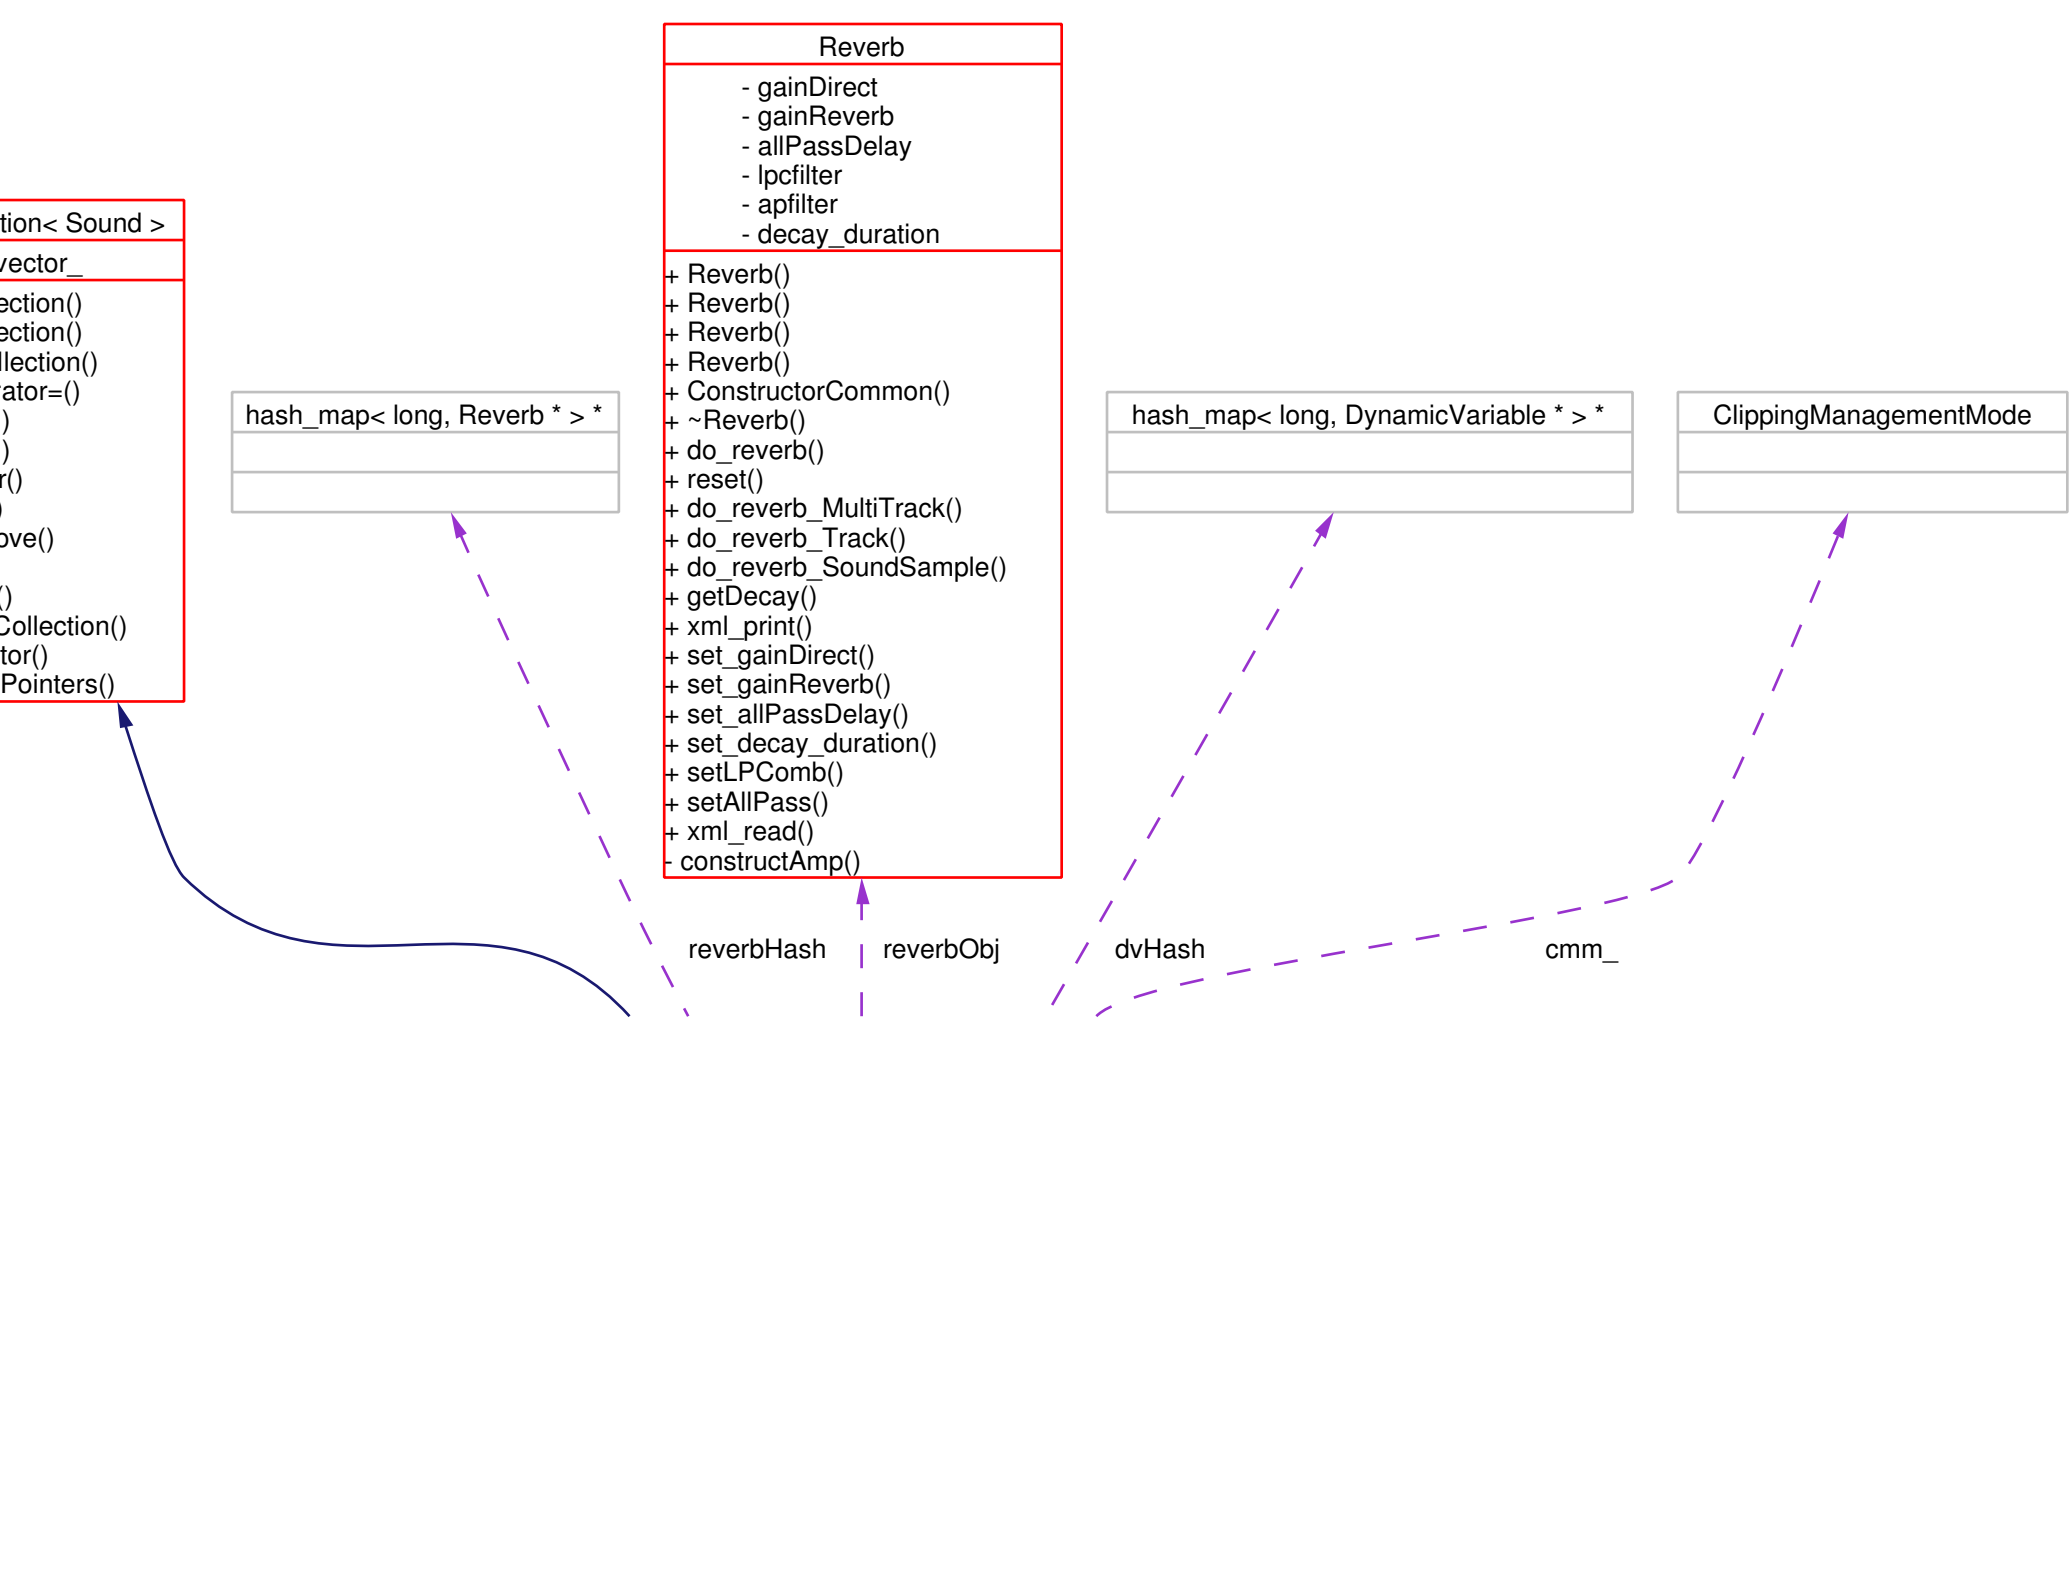 Reverb
- gainDirect
- gainReverb
- allPassDelay
- lpcfilter
- apfilter
- decay_duration
+ Reverb()
+ Reverb()
+ Reverb()
+ Reverb()
+ ConstructorCommon()
+ ~Reverb()
+ do_reverb()
+ reset()
+ do_reverb_MultiTrack()
+ do_reverb_Track()
+ do_reverb_SoundSample()
+ getDecay()
+ xml_print()
+ set_gainDirect()
+ set_gainReverb()
+ set_allPassDelay()
+ set_decay_duration()
+ setLPComb()
+ setAllPass()
+ xml_read()
- constructAmp()
tion< Sound >
vector_
ection()
ection()
llection()
rator=()
)
)
r()
)
ove()
()
Collection()
tor()
Pointers()
hash_map< long, Reverb * > *
hash_map< long, DynamicVariable * > *
ClippingManagementMode
reverbHash
reverbObj
dvHash
cmm_